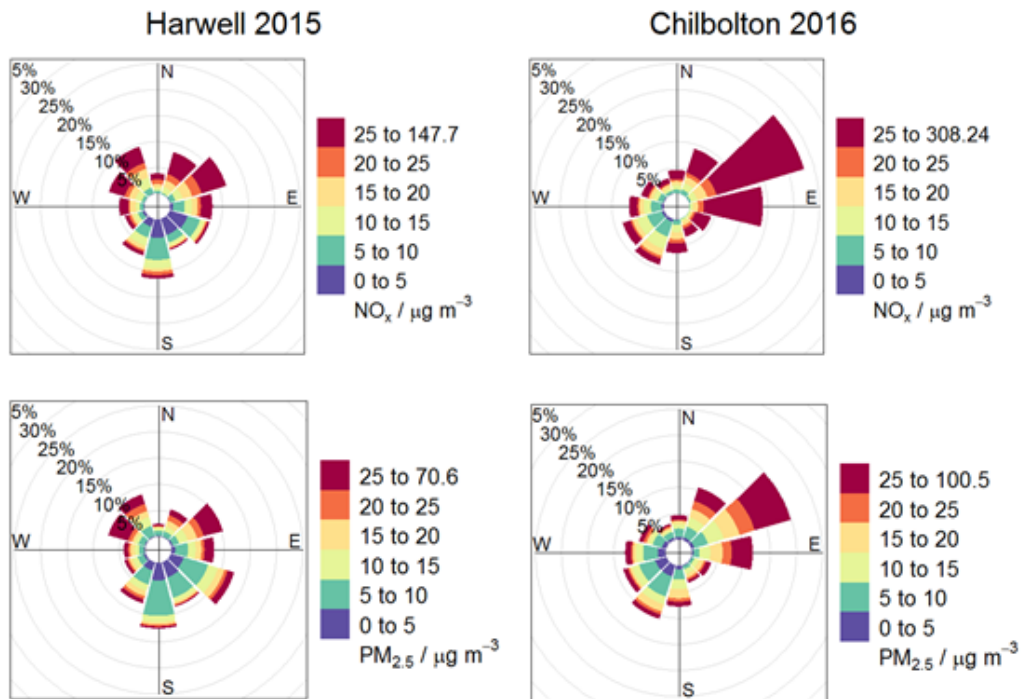 Harwell 2015
5%
30%
25%
20%
15%
10%
5%
N
W
E
S
25 to 147.7
20 to 25
15 to 20
10 to 15
5 to 10
0 to 5
NOx / μg m−3
Chilbolton 2016
5%
30%
25%
20%
15%
10%
5%
N
W
E
S
25 to 308.24
20 to 25
15 to 20
10 to 15
5 to 10
0 to 5
NOx / μg m−3
5%
30%
25%
20%
15%
10%
5%
N
W
E
S
25 to 70.6
20 to 25
15 to 20
10 to 15
5 to 10
0 to 5
PM2.5 / μg m−3
5%
30%
25%
20%
15%
10%
5%
N
W
E
S
25 to 100.5
20 to 25
15 to 20
10 to 15
5 to 10
0 to 5
PM2.5 / μg m−3